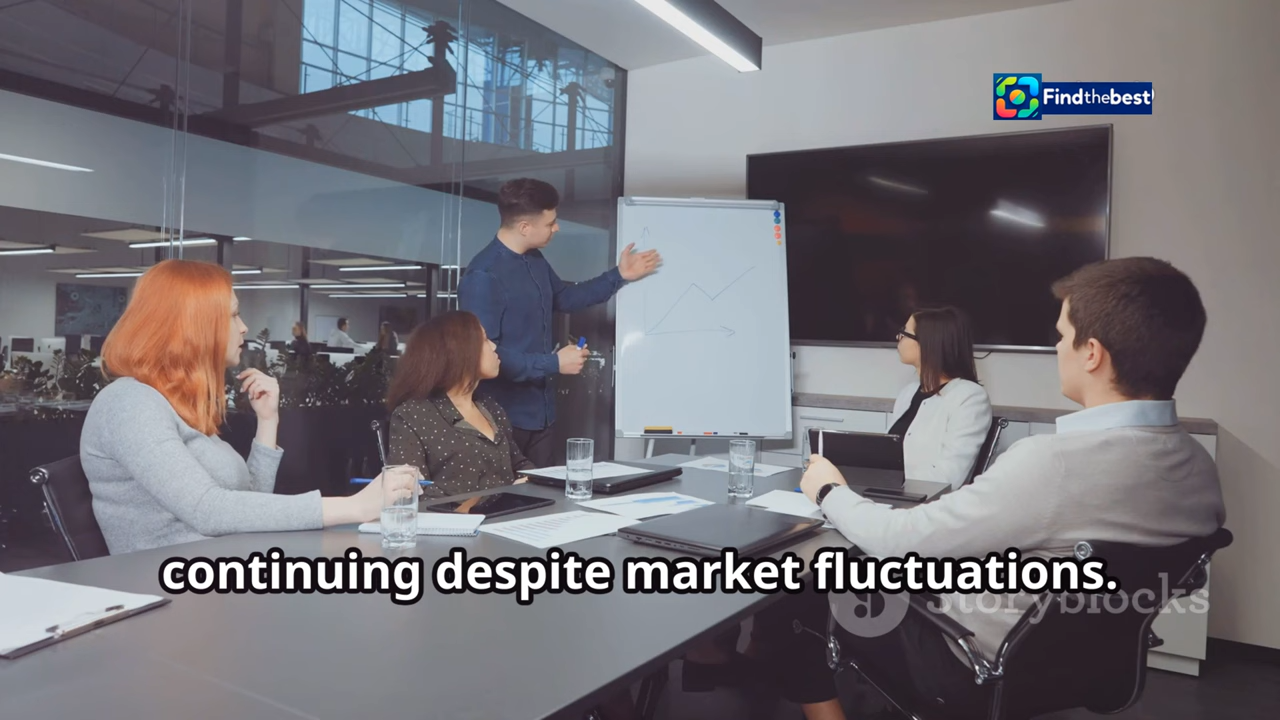 Findthebest
continuing despite market fluctuations.
Storyblocks